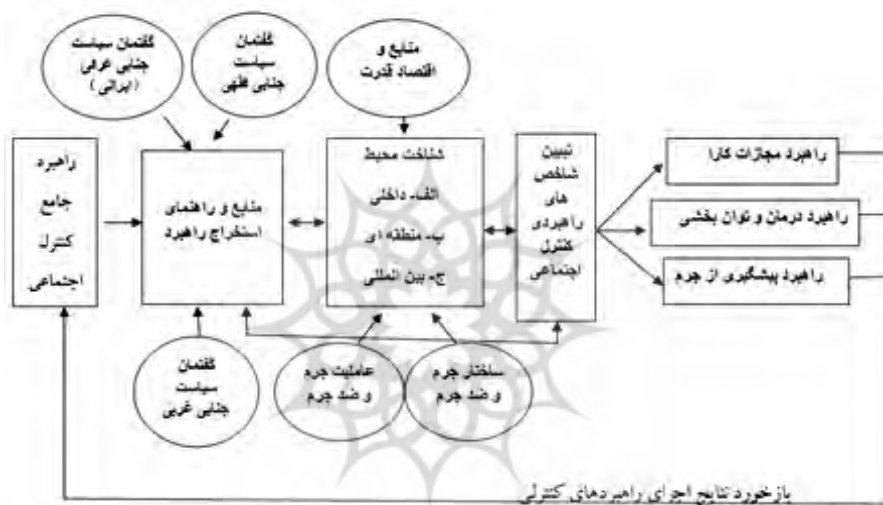 گفتمان سیاست
جنایی عرفی
(ایرانی)
گفتمان
سیاست
جنایی فقهی
منابع و
اقتصاد قدرت
راهبرد
جامع
کنترل
اجتماعی
منابع و راهنمای
استخراج راهبرد
شناخت محیط
الف- داخلی
ب- منطقه ای
ج- بین المللی
تبیین
شاخص
های
راهبردی
کنترل
اجتماعی
راهبرد مجازات کارا
راهبرد درمان و توان بخشی
راهبرد پیشگیری از جرم
گفتمان
سیاست
جنایی غربی
عاملیت جرم
و ضد جرم
ساختار جرم
و ضد جرم
بازخورد نتایج اجرای راهبردهای کنترلی